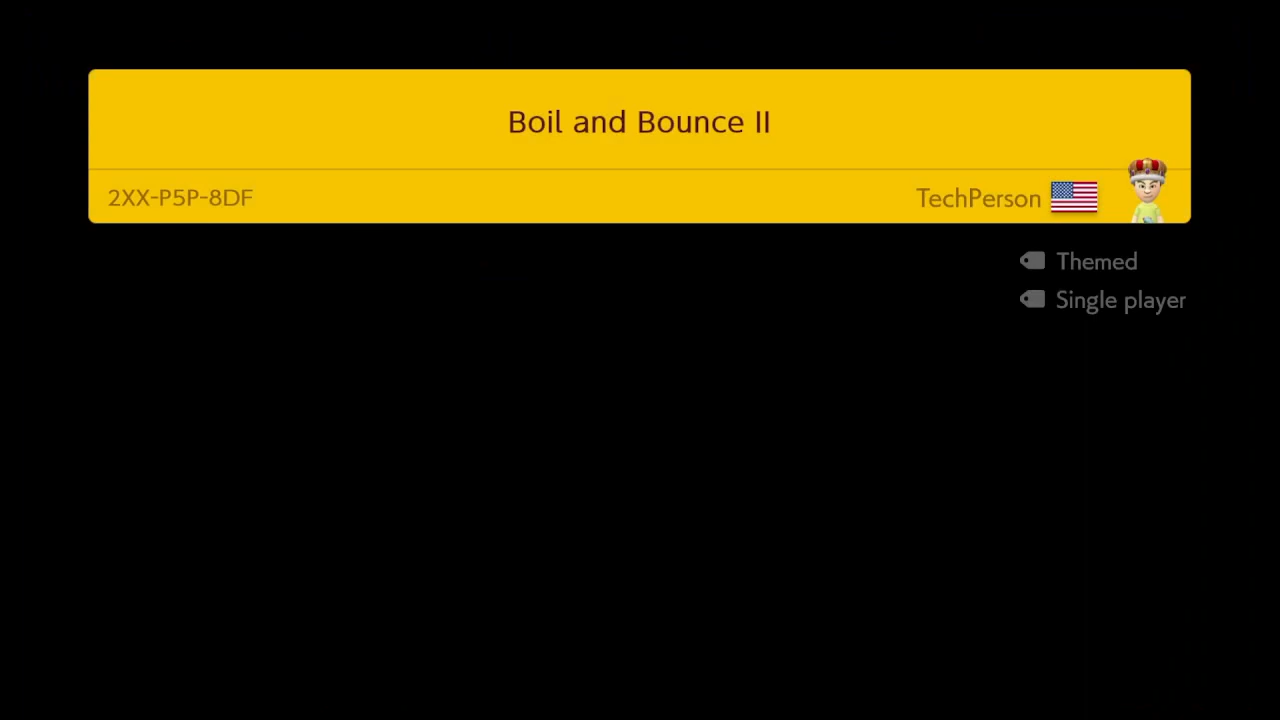 Boil and Bounce II
2XX-P5P-8DF
TechPerson
Themed
Single player